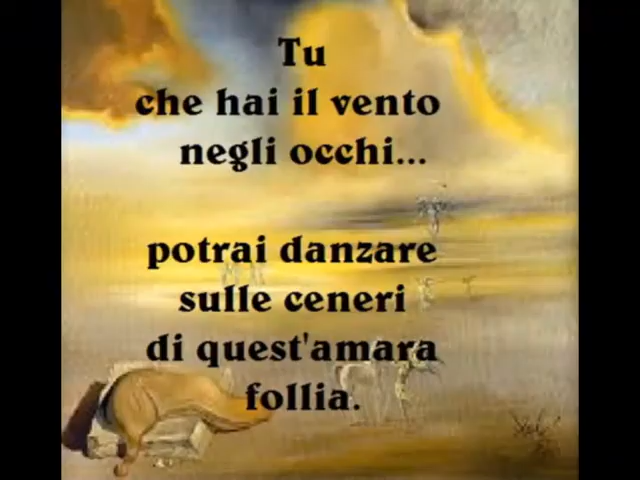 Tu
che hai il vento
negli occhi...
potrai danzare
sulle ceneri
di quest'amara
follia.